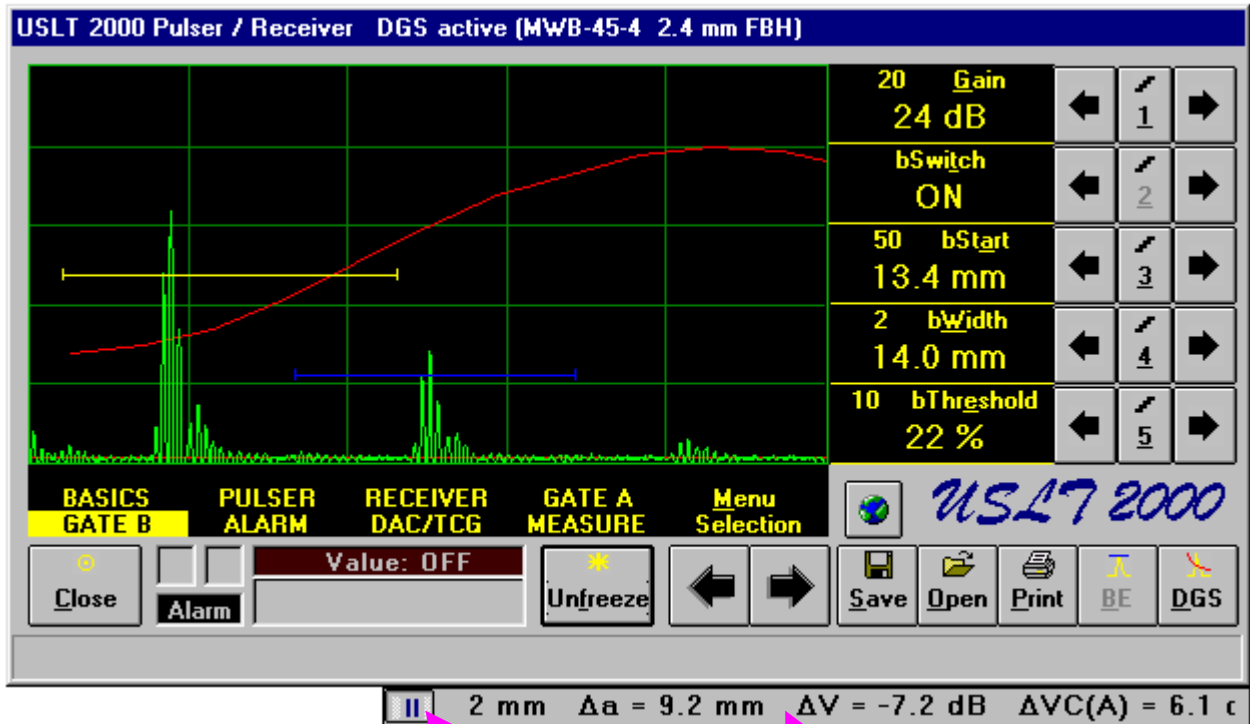 USLT 2000 Pulser / Receiver DGS active (MWB-45-4 2.4 mm FBH)
20 Gain
24 dB
1
bSwitch
ON
2
50 bStart
13.4 mm
3
2 bWidth
14.0 mm
4
10 bThreshold
22 %
5
BASICS PULSER RECEIVER GATE A Menu
GATE B ALARM DAC/TCG MEASURE Selection
USLT 2000
Close
Alarm
Value: OFF
Unfreeze
Save Open Print BE DGS
2 mm Δa = 9.2 mm ΔV = -7.2 dB ΔVC(A) = 6.1